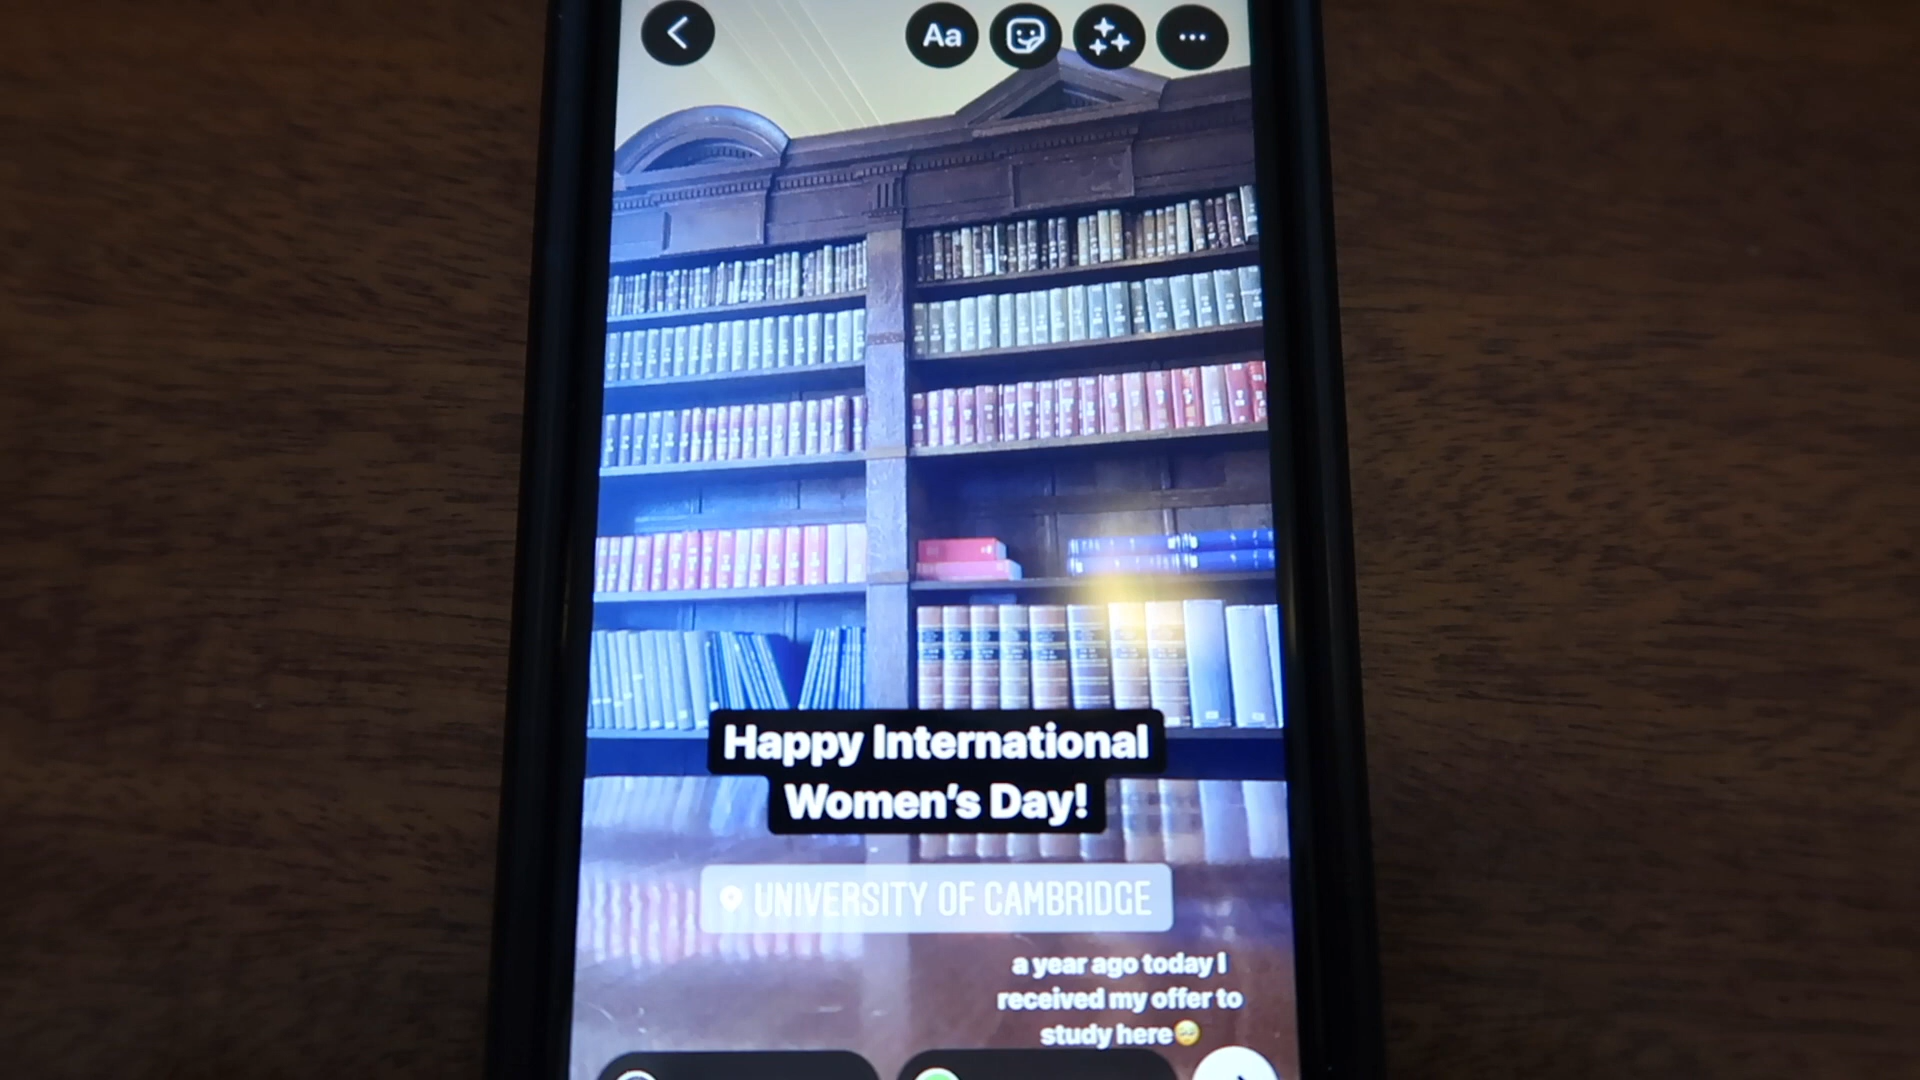 Aa
Happy International
Women's Day!
UNIVERSITY OF CAMBRIDGE
a year ago today I
received my offer to
study here🥹